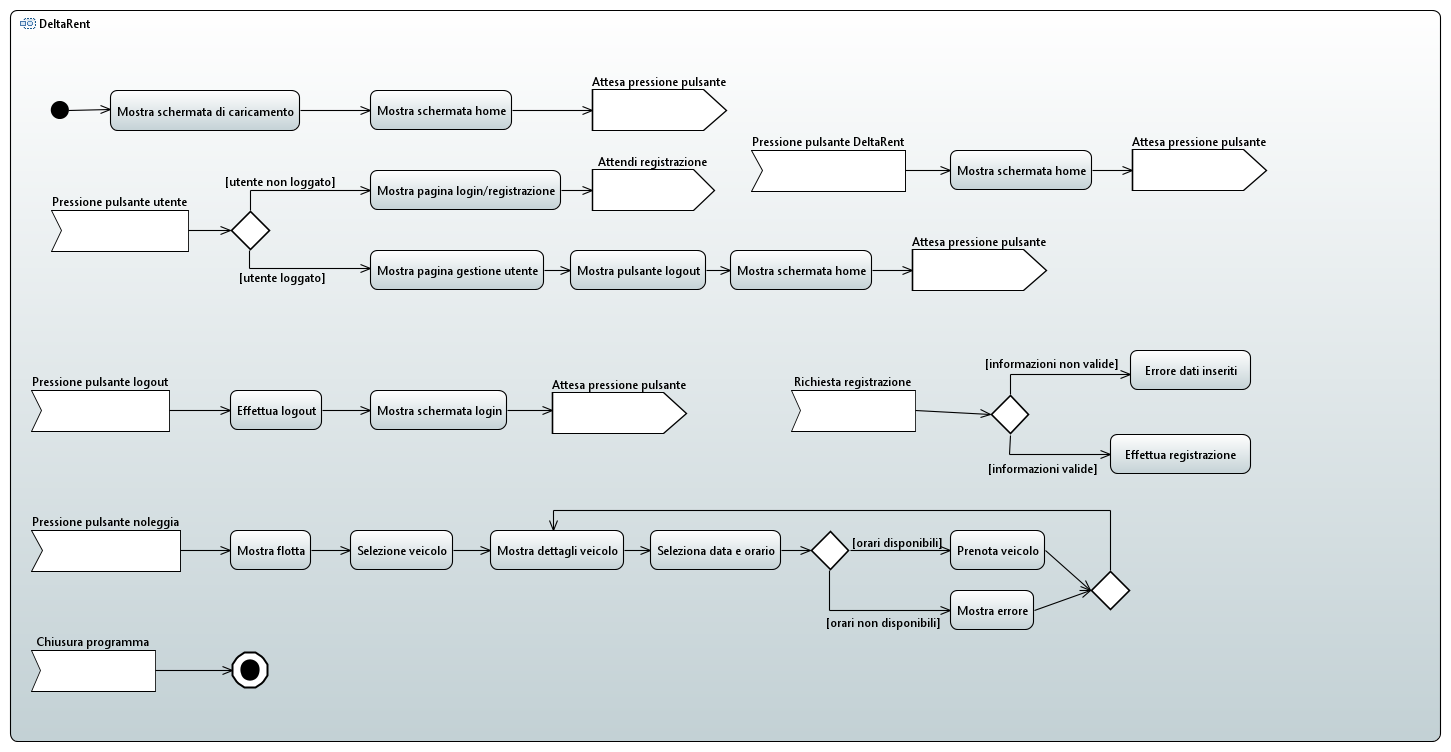 DeltaRent
Attesa pressione pulsante
Mostra schermata di caricamento
Mostra schermata home
Pressione pulsante DeltaRent
Attesa pressione pulsante
Mostra schermata home
[utente non loggato]
Attendi registrazione
Mostra pagina login/registrazione
Pressione pulsante utente
[utente loggato]
Mostra pagina gestione utente
Mostra pulsante logout
Mostra schermata home
Attesa pressione pulsante
Pressione pulsante logout
Effettua logout
Mostra schermata login
Attesa pressione pulsante
Richiesta registrazione
[informazioni non valide]
Errore dati inseriti
[informazioni valide]
Effettua registrazione
Pressione pulsante noleggia
Mostra flotta
Selezione veicolo
Mostra dettagli veicolo
Seleziona data e orario
[orari disponibili]
Prenota veicolo
[orari non disponibili]
Mostra errore
Chiusura programma